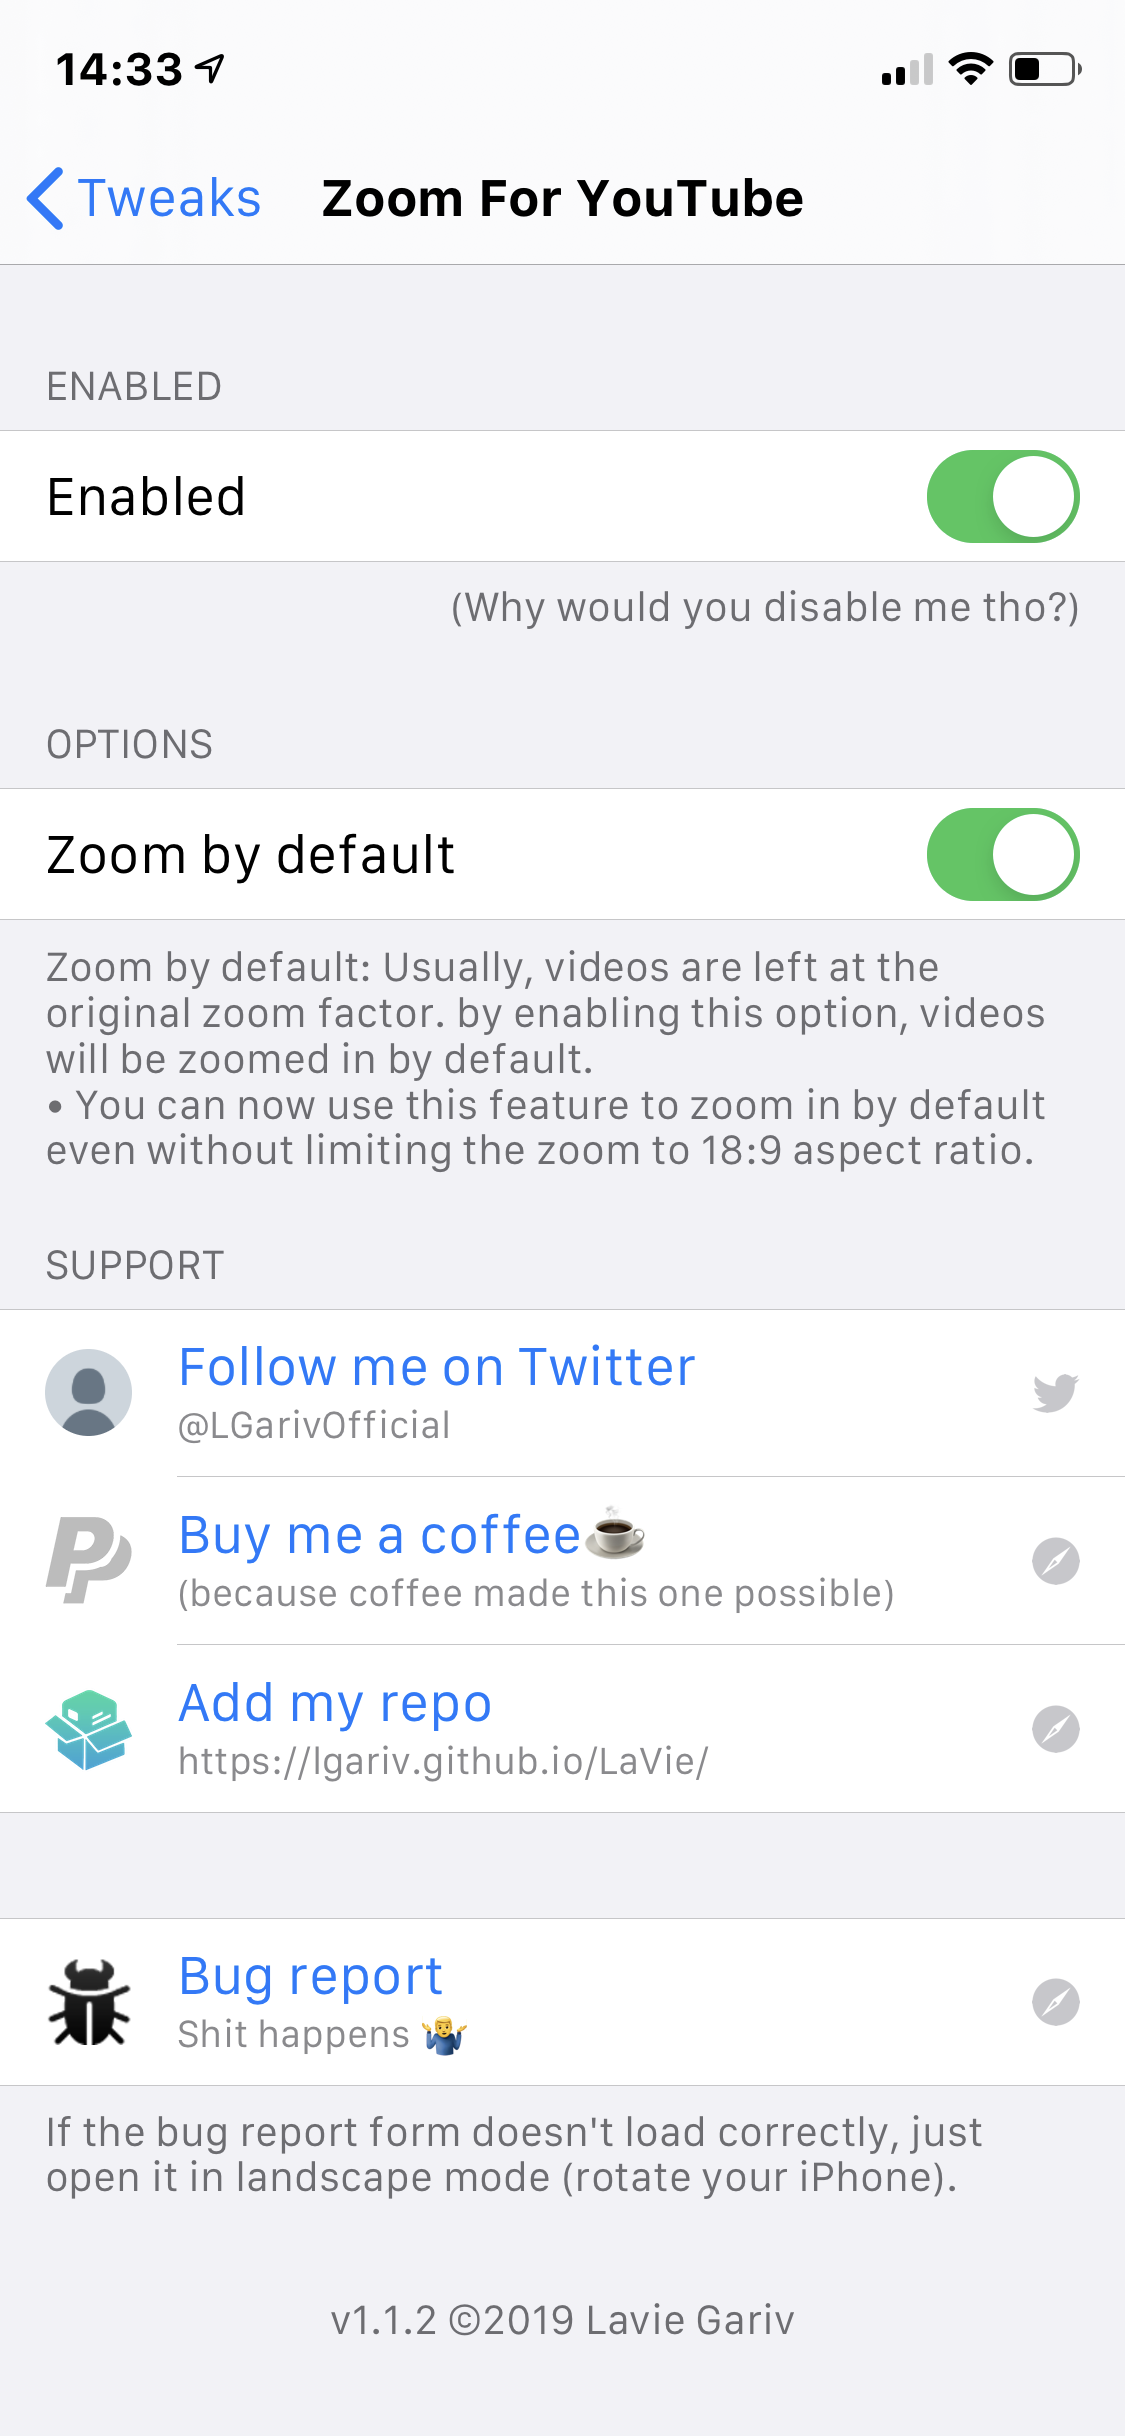 14:33
Tweaks
Zoom For YouTube
ENABLED
Enabled
(Why would you disable me tho?)
OPTIONS
Zoom by default
Zoom by default: Usually, videos are left at the
original zoom factor. by enabling this option, videos
will be zoomed in by default.
• You can now use this feature to zoom in by default
even without limiting the zoom to 18:9 aspect ratio.
SUPPORT
Follow me on Twitter
@LGarivOfficial
Buy me a coffee☕
(because coffee made this one possible)
Add my repo
https://lgariv.github.io/LaVie/
Bug report
Shit happens 🤷‍♂️
If the bug report form doesn't load correctly, just
open it in landscape mode (rotate your iPhone).
v1.1.2 ©2019 Lavie Gariv